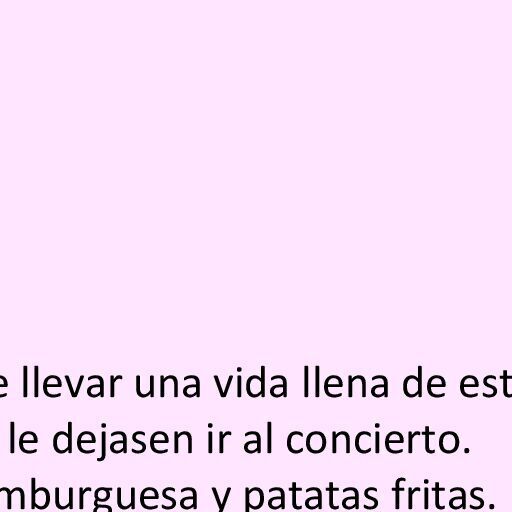 e llevar una vida llena de est
le dejasen ir al concierto.
mburguesa y patatas fritas.